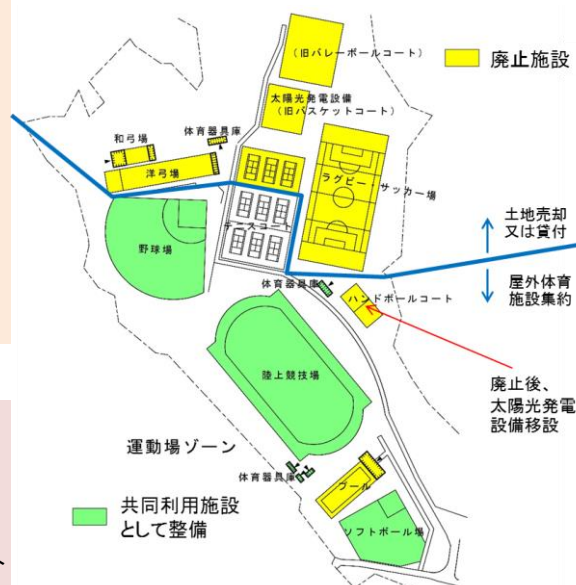 (旧バレーボールコート)
廃止施設
太陽光発電設備
(旧バスケットコート)
体育器具庫
和弓場
洋弓場
ラグビー・サッカー場
テニスコート
土地売却
又は貸付
野球場
体育器具庫
ハンドボールコート
屋外体育
施設集約
陸上競技場
廃止後、
太陽光発電
設備移設
運動場ゾーン
体育器具庫
プール
共同利用施設
として整備
ソフトボール場